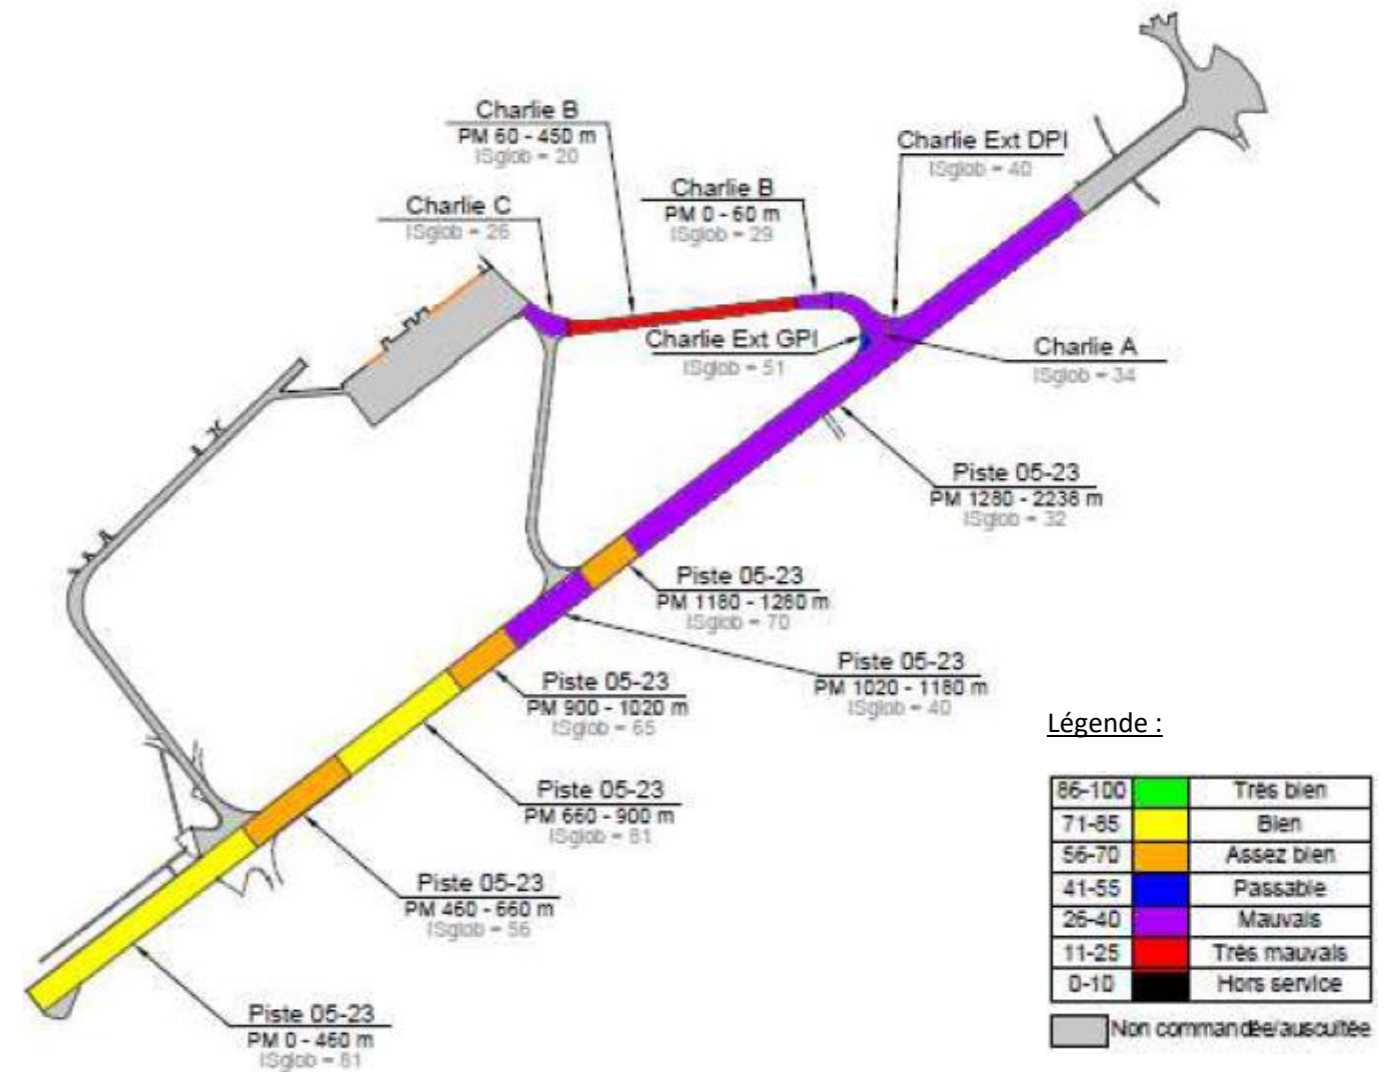 Charlie B
PM 60 - 450 m
ISglob = 20
Charlie Ext DPI
ISglob = 40
Charlie B
PM 0 - 60 m
ISglob = 29
Charlie C
ISglob = 26
Charlie Ext GPI
ISglob = 51
Charlie A
ISglob = 34
Piste 05-23
PM 1280 - 2238 m
ISglob = 32
Piste 05-23
PM 1180 - 1280 m
ISglob = 70
Piste 05-23
PM 1020 - 1180 m
ISglob = 40
Piste 05-23
PM 900 - 1020 m
ISglob = 65
Piste 05-23
PM 660 - 900 m
ISglob = 81
Piste 05-23
PM 460 - 660 m
ISglob = 56
Piste 05-23
PM 0 - 460 m
ISglob = 81
Légende :
86-100 Très bien
71-85 Bien
56-70 Assez bien
41-55 Passable
26-40 Mauvais
11-25 Très mauvais
0-10 Hors service
Non commandée/auscultée